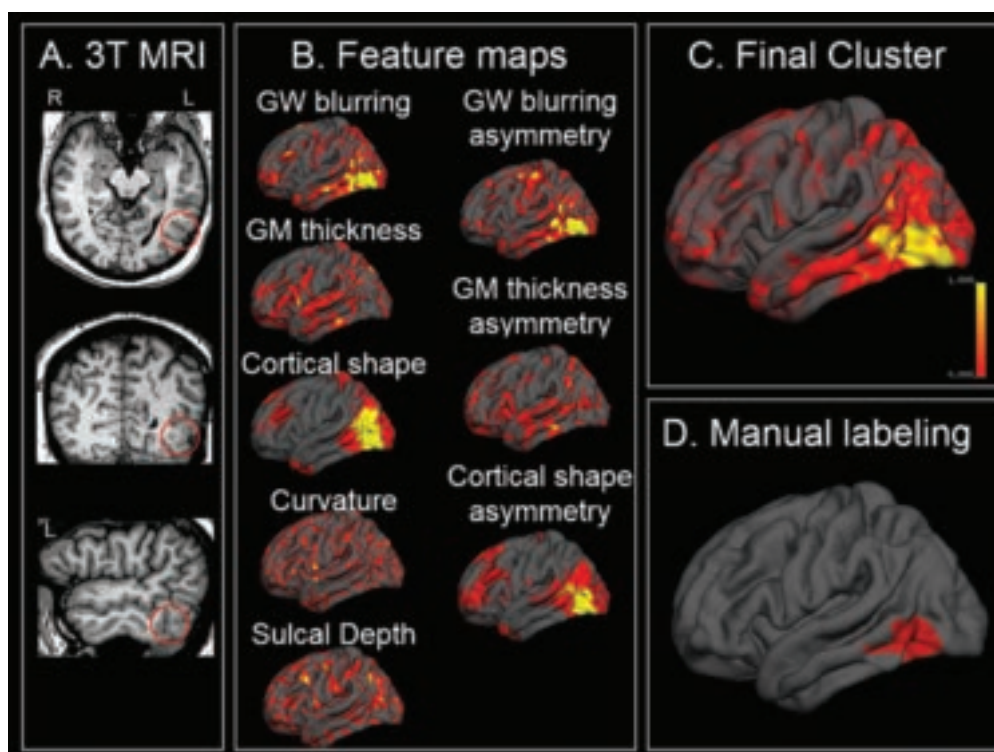 A. 3T MRI
R
L
L
B. Feature maps
GW blurring
GM thickness
Cortical shape
Curvature
Sulcal Depth
GW blurring
asymmetry
GM thickness
asymmetry
Cortical shape
asymmetry
C. Final Cluster
D. Manual labeling